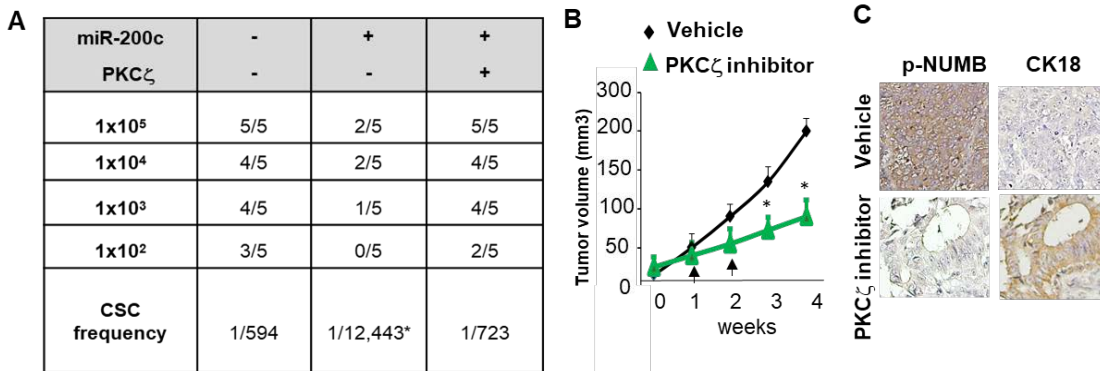 A
miR-200c - + +
PKCζ - - +
1x10⁵ 5/5 2/5 5/5
1x10⁴ 4/5 2/5 4/5
1x10³ 4/5 1/5 4/5
1x10² 3/5 0/5 2/5
CSC
frequency 1/594 1/12,443* 1/723
B
Vehicle
PKCζ inhibitor
Tumor volume (mm3)
300
200
150
100
50
0
* *
0 1 2 3 4
weeks
C
p-NUMB CK18
Vehicle
PKCζ inhibitor